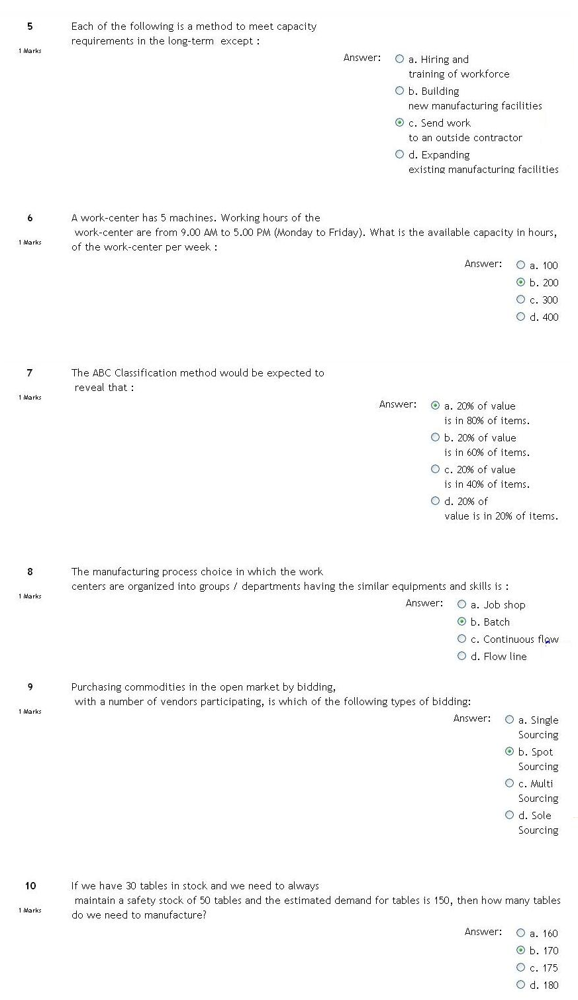 5
Each of the following is a method to meet capacity
requirements in the long-term except :
1 Marks
Answer:
a. Hiring and
training of workforce
b. Building
new manufacturing facilities
c. Send work
to an outside contractor
d. Expanding
existing manufacturing facilities
6
A work-center has 5 machines. Working hours of the
work-center are from 9.00 AM to 5.00 PM (Monday to Friday). What is the available capacity in hours,
1 Marks
of the work-center per week :
Answer:
a. 100
b. 200
c. 300
d. 400
7
The ABC Classification method would be expected to
reveal that :
1 Marks
Answer:
a. 20% of value
is in 80% of items.
b. 20% of value
is in 60% of items.
c. 20% of value
is in 40% of items.
d. 20% of
value is in 20% of items.
8
The manufacturing process choice in which the work
centers are organized into groups / departments having the similar equipments and skills is :
1 Marks
Answer:
a. Job shop
b. Batch
c. Continuous flow
d. Flow line
9
Purchasing commodities in the open market by bidding,
with a number of vendors participating, is which of the following types of bidding:
1 Marks
Answer:
a. Single
Sourcing
b. Spot
Sourcing
c. Multi
Sourcing
d. Sole
Sourcing
10
If we have 30 tables in stock and we need to always
maintain a safety stock of 50 tables and the estimated demand for tables is 150, then how many tables
1 Marks
do we need to manufacture?
Answer:
a. 160
b. 170
c. 175
d. 180